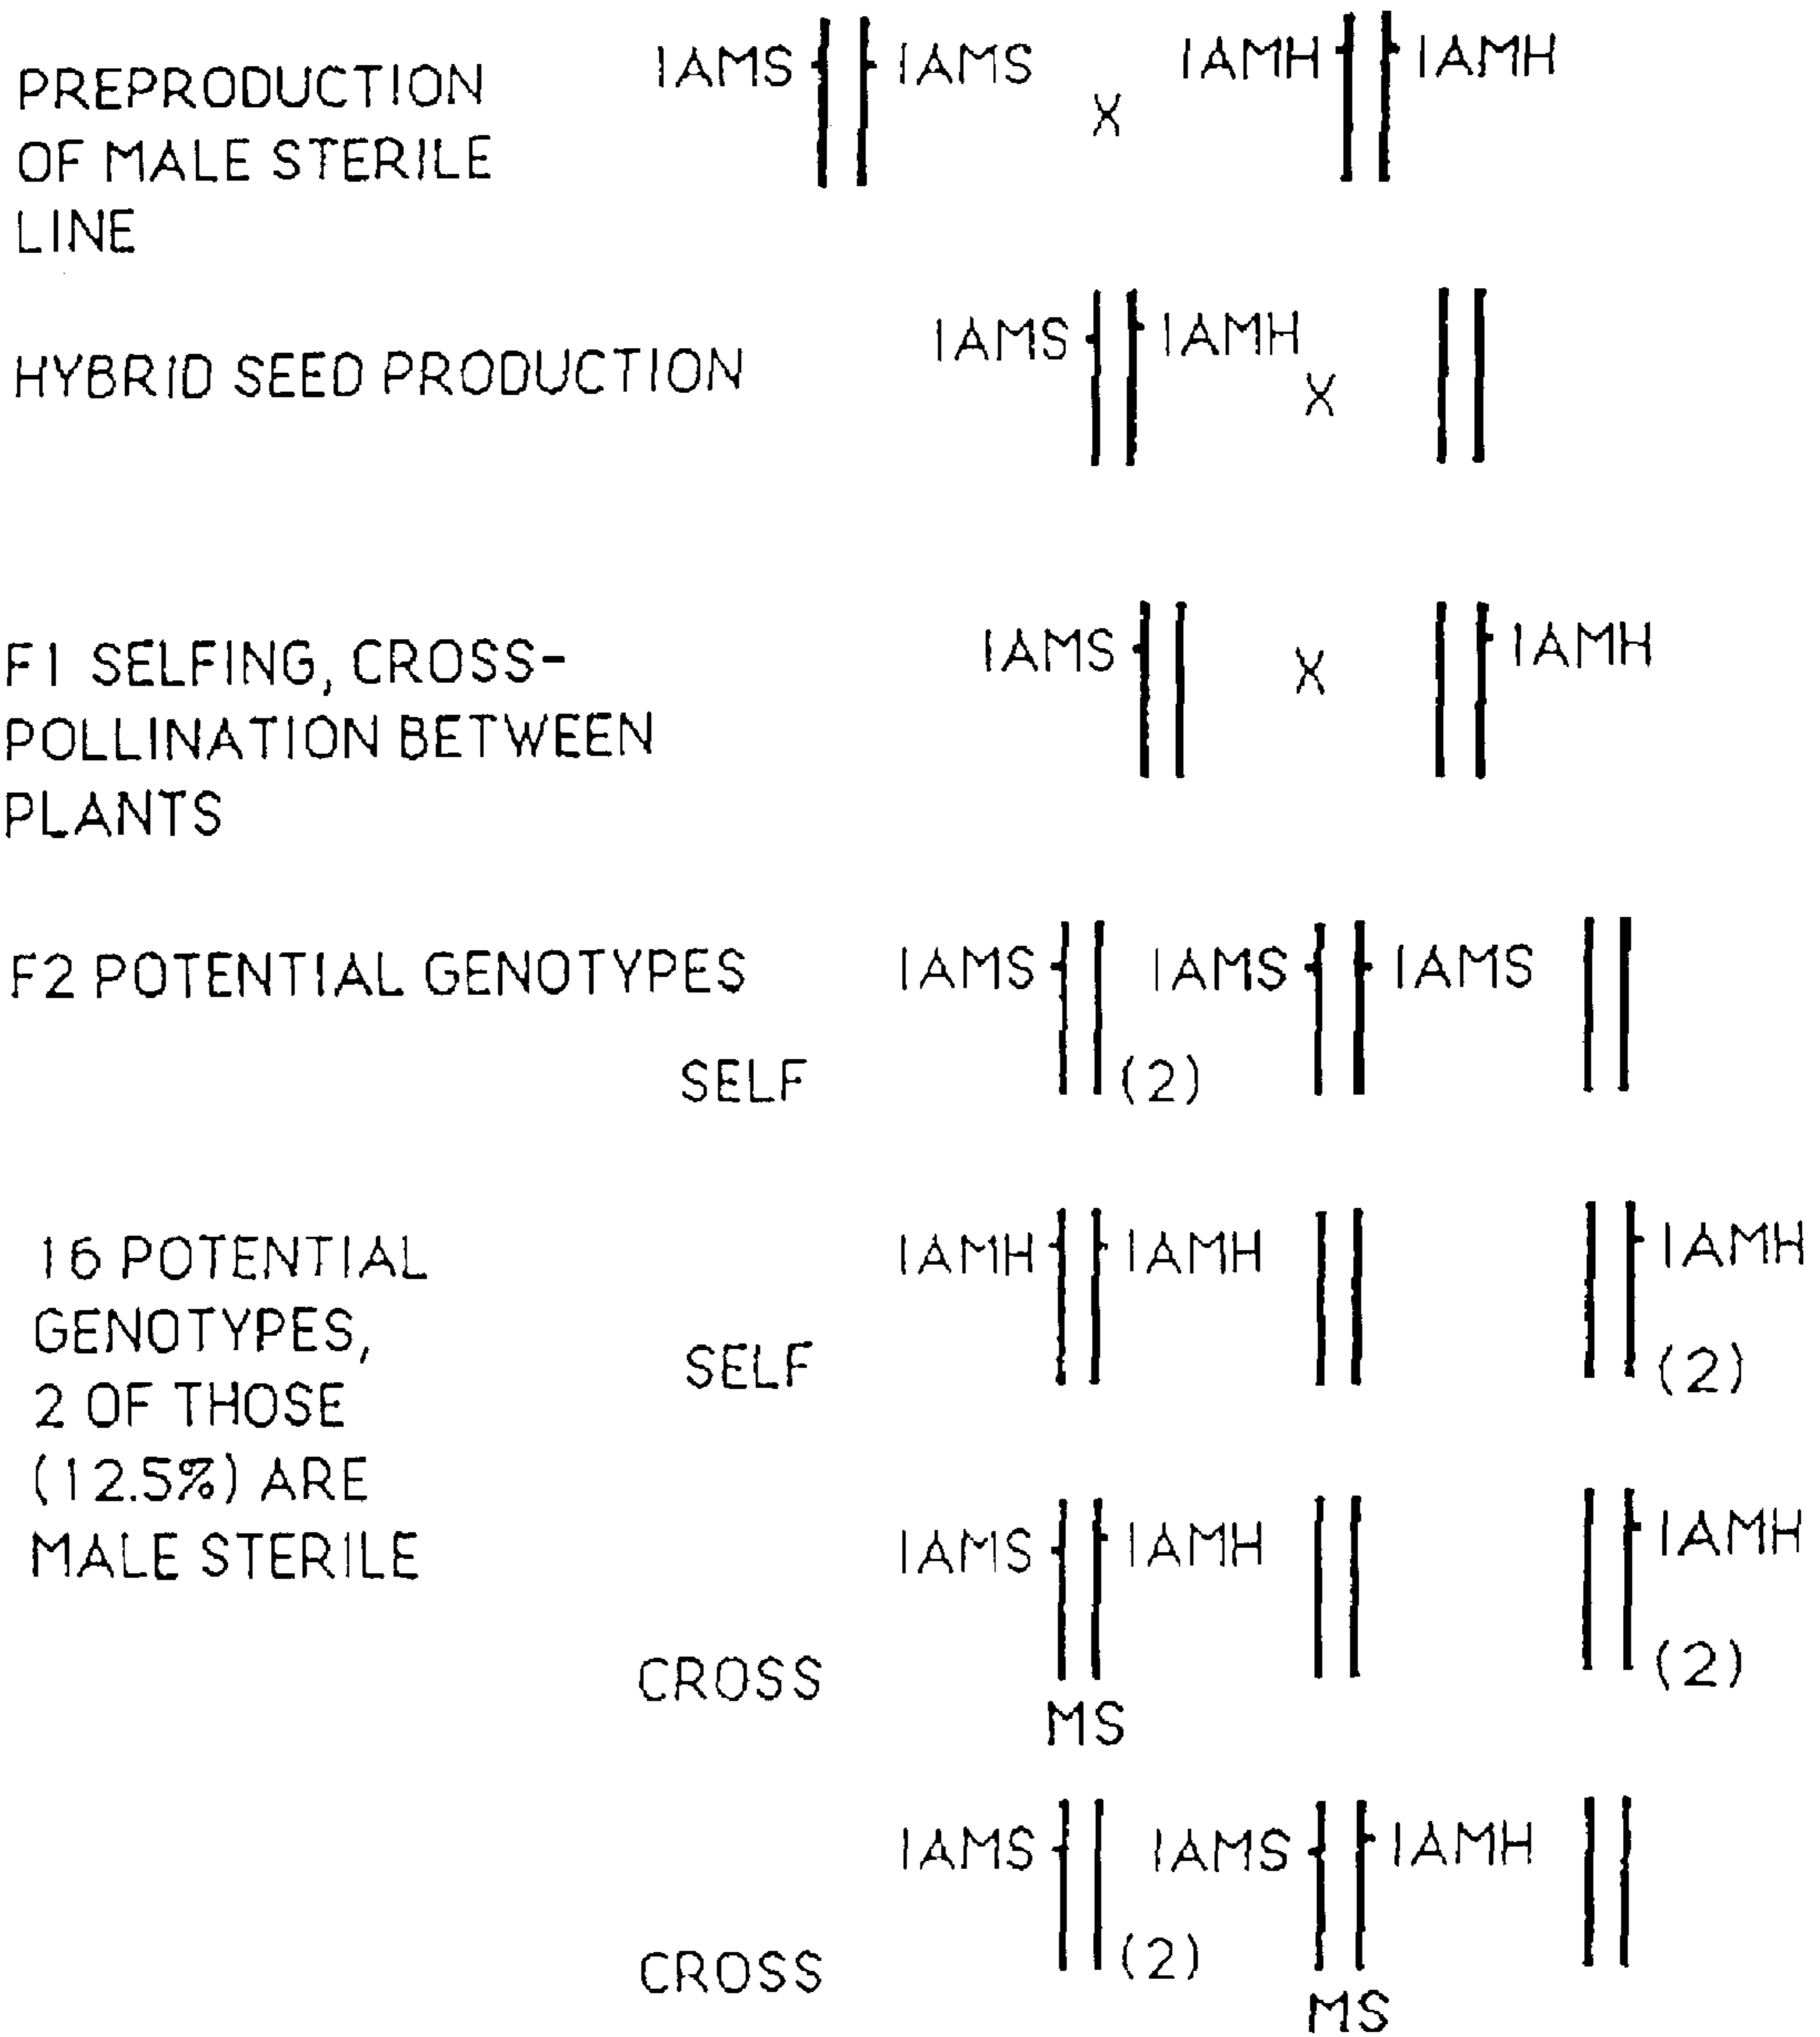 PREPRODUCTION
OF MALE STERILE
LINE
IAMS IAMS X IAMH IAMH
HYBRID SEED PRODUCTION
IAMS IAMH X
F1 SELFING, CROSS-
POLLINATION BETWEEN
PLANTS
IAMS X IAMH
F2 POTENTIAL GENOTYPES
IAMS IAMS IAMS
SELF (2)
16 POTENTIAL
GENOTYPES,
2 OF THOSE
(12.5%) ARE
MALE STERILE
IAMH IAMH IAMH
SELF (2)
IAMS IAMH IAMH
CROSS (2)
MS
IAMS IAMS IAMH
CROSS (2)
MS